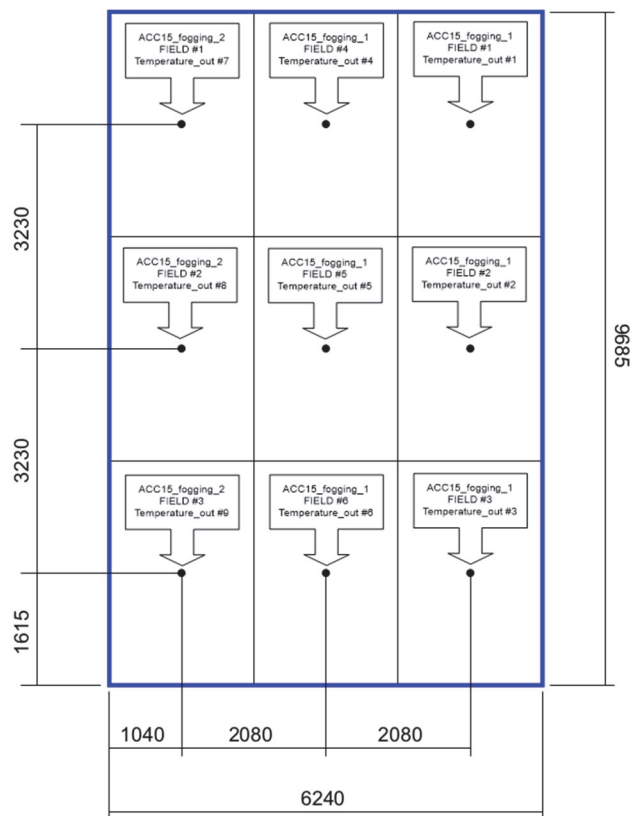 ACC15_fogging_2
FIELD #1
Temperature_out #7
ACC15_fogging_1
FIELD #4
Temperature_out #4
ACC15_fogging_1
FIELD #1
Temperature_out #1
3230
ACC15_fogging_2
FIELD #2
Temperature_out #8
ACC15_fogging_1
FIELD #5
Temperature_out #5
ACC15_fogging_1
FIELD #2
Temperature_out #2
9685
3230
ACC15_fogging_2
FIELD #3
Temperature_out #9
ACC15_fogging_1
FIELD #6
Temperature_out #6
ACC15_fogging_1
FIELD #3
Temperature_out #3
1615
1040
2080
2080
6240